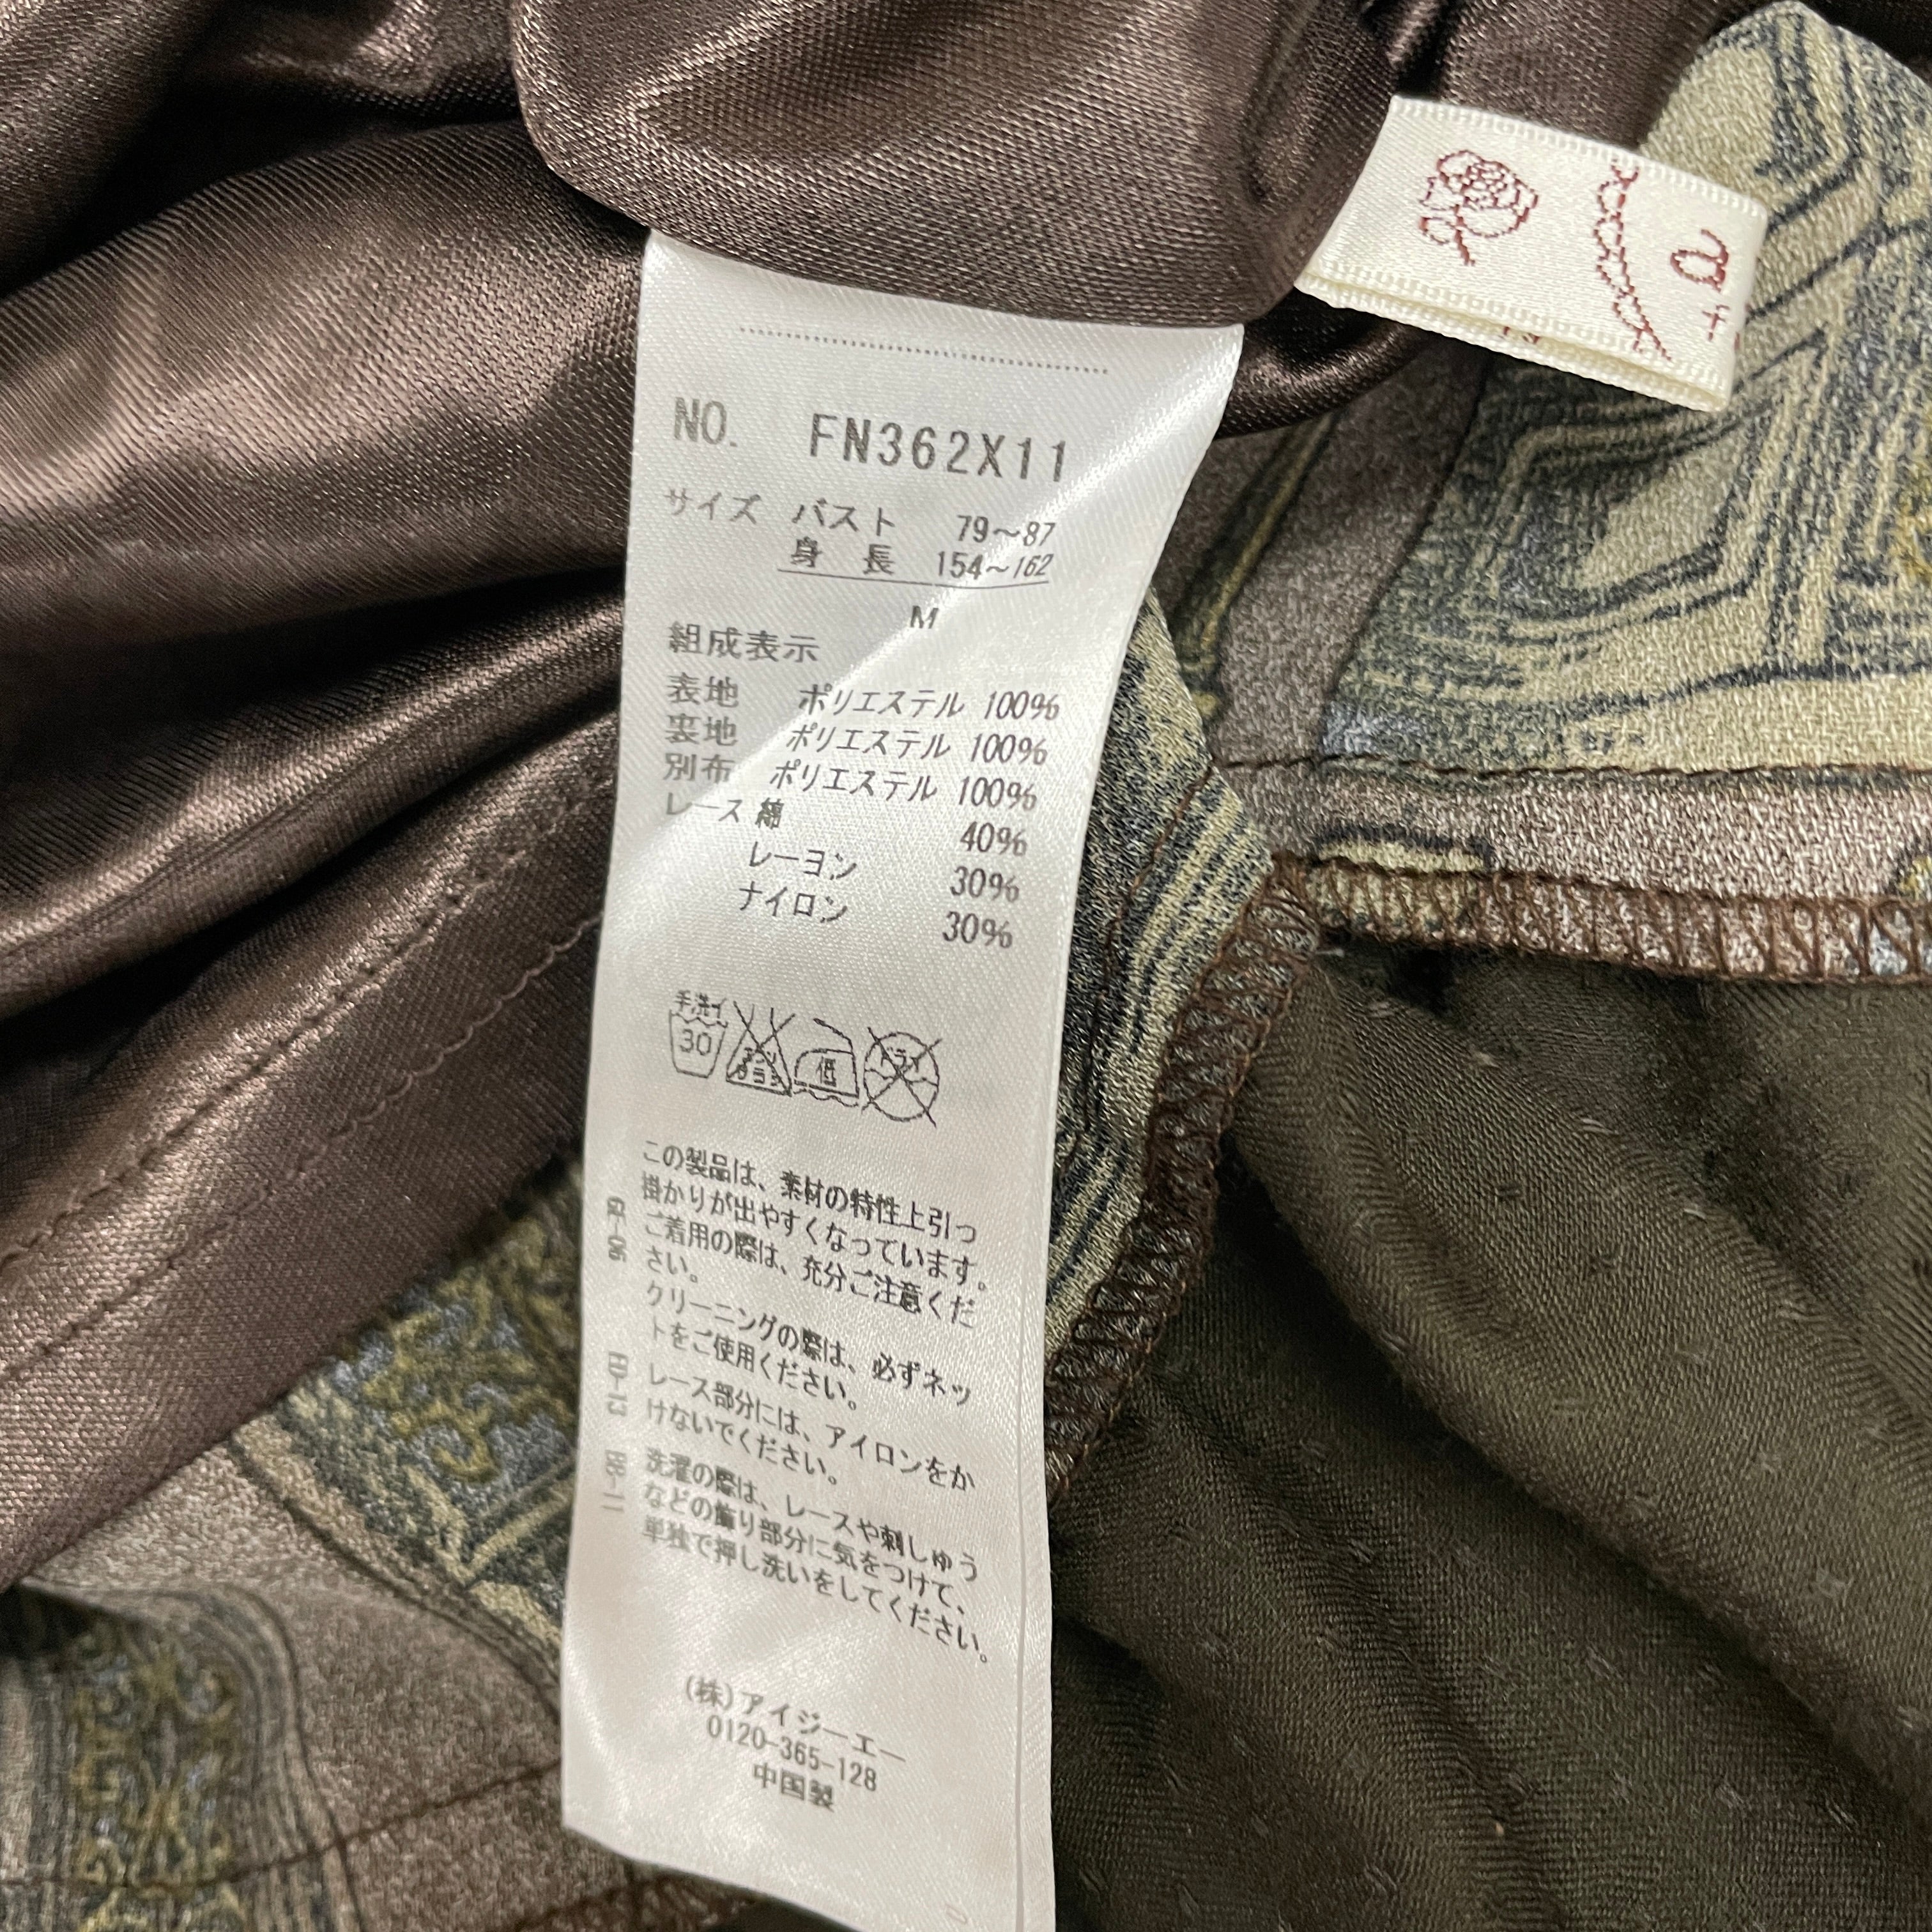 a
f
NO. FN362X11
サイズ バスト 79～87
身 長 154～162
M
組成表示
表地 ポリエステル 100%
裏地 ポリエステル 100%
別布 ポリエステル 100%
レース 綿 40%
レーヨン 30%
ナイロン 30%
手洗イ
30
エンソ
サラシ
低
ドライ
この製品は、素材の特性上引っ
掛かりが出やすくなっています。
ご着用の際は、充分ご注意くだ
さい。
クリーニングの際は、必ずネッ
トをご使用ください。
レース部分には、アイロンをか
けないでください。
洗濯の際は、レースや刺しゅう
などの飾り部分に気をつけて、
単独で押し洗いをしてください。
(株)アイジーエー
0120-365-128
中国製